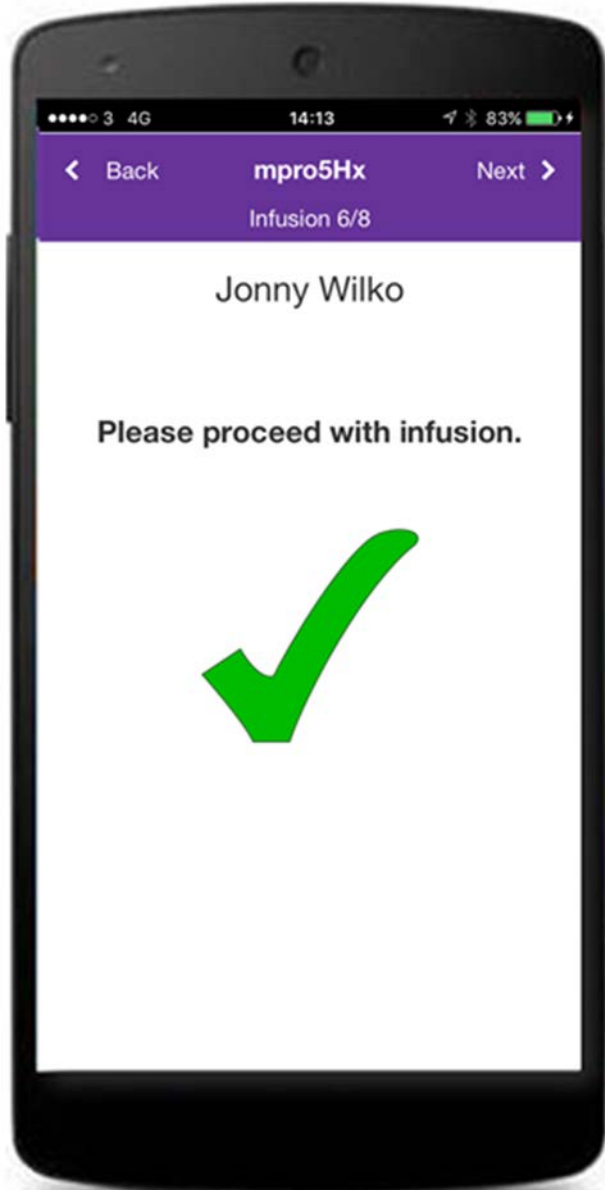 3 4G 14:13 83%
Back mpro5Hx Next
Infusion 6/8
Jonny Wilko
Please proceed with infusion.